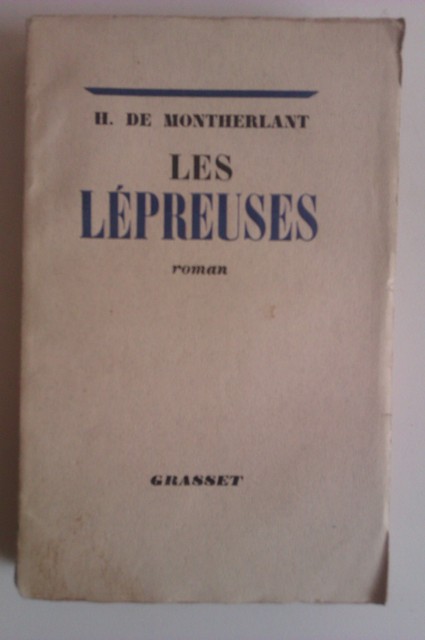 H. DE MONTHERLANT
LES
LÉPREUSES
roman
GRASSET